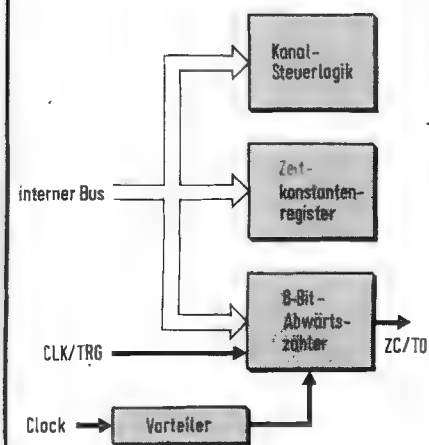 Kanal-
Steuerlogik
Zeit-
konstanten-
register
interner Bus
8-Bit-
Abwärts-
zähler
CLK/TRG
ZC/TO
Clock
Vorteiler